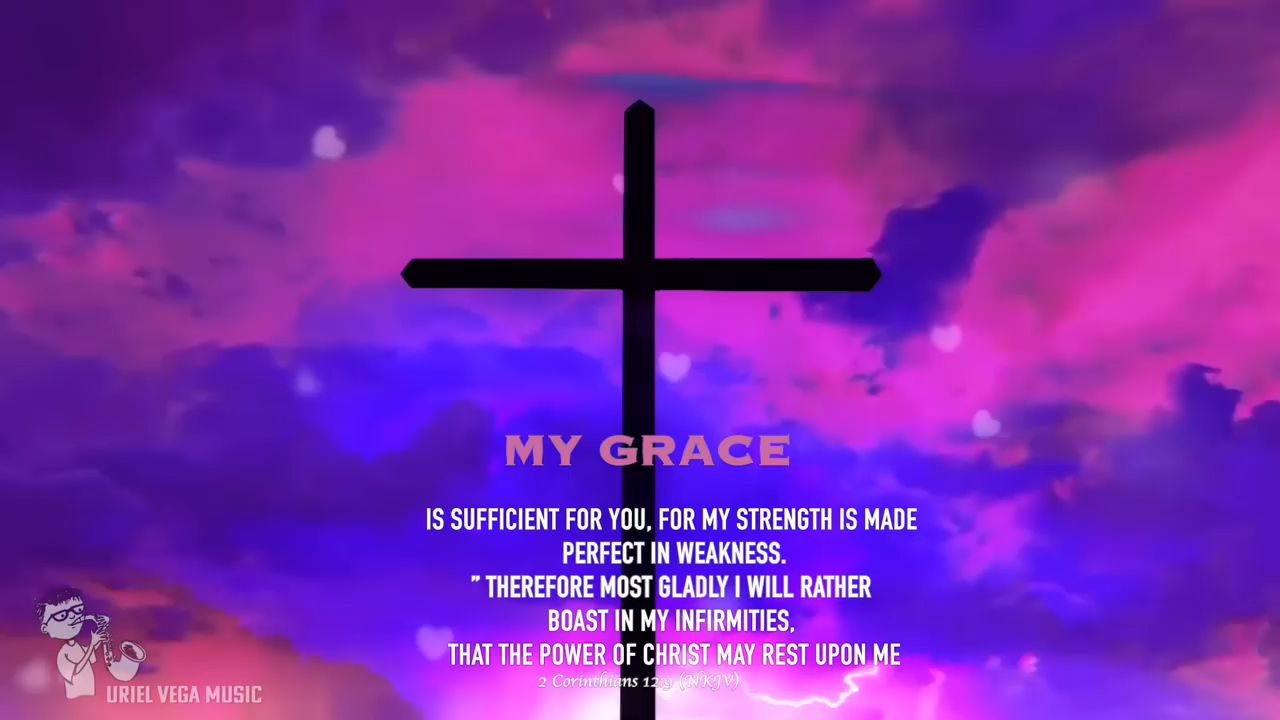 MY GRACE
IS SUFFICIENT FOR YOU, FOR MY STRENGTH IS MADE
PERFECT IN WEAKNESS.
" THEREFORE MOST GLADLY I WILL RATHER
BOAST IN MY INFIRMITIES,
THAT THE POWER OF CHRIST MAY REST UPON ME
2 Corinthians 12:9 (NKJV)
URIEL VEGA MUSIC